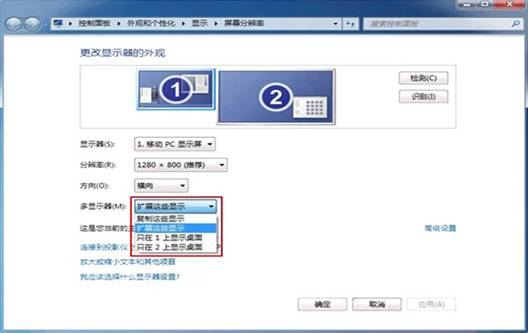 控制面板 ▸ 外观和个性化 ▸ 显示 ▸ 屏幕分辨率
搜索控制面板
更改显示器的外观
1
2
检测(C)
识别(I)
显示器(S): 1. 移动 PC 显示屏
分辨率(R): 1280 × 800 (推荐)
方向(O): 横向
多显示器(M): 扩展这些显示
复制这些显示
扩展这些显示
这是您当前的主
只在 1 上显示桌面
高级设置
连接到投影仪
只在 2 上显示桌面
放大或缩小文本和其他项目
我应该选择什么显示器设置?
确定
取消
应用(A)